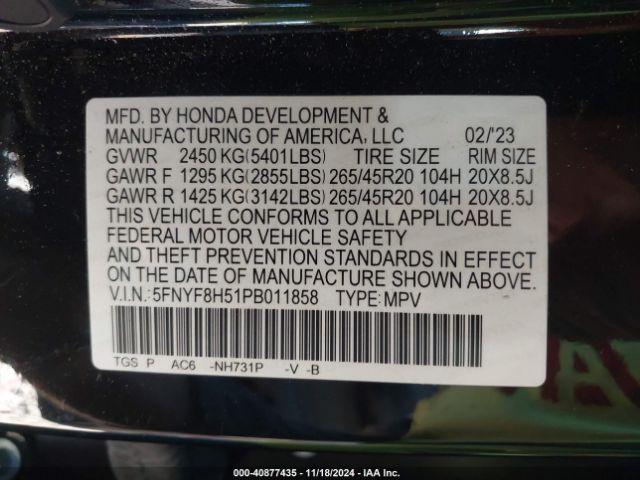 MFD. BY HONDA DEVELOPMENT &
MANUFACTURING OF AMERICA, LLC 02/'23
GVWR 2450 KG(5401LBS) TIRE SIZE RIM SIZE
GAWR F 1295 KG(2855LBS) 265/45R20 104H 20X8.5J
GAWR R 1425 KG(3142LBS) 265/45R20 104H 20X8.5J
THIS VEHICLE CONFORMS TO ALL APPLICABLE
FEDERAL MOTOR VEHICLE SAFETY
AND THEFT PREVENTION STANDARDS IN EFFECT
ON THE DATE OF MANUFACTURE SHOWN ABOVE.
V.I.N.: 5FNYF8H51PB011858 TYPE: MPV
TGS P AC6 -NH731P -V -B
000-40877435 - 11/18/2024 - IAA Inc.